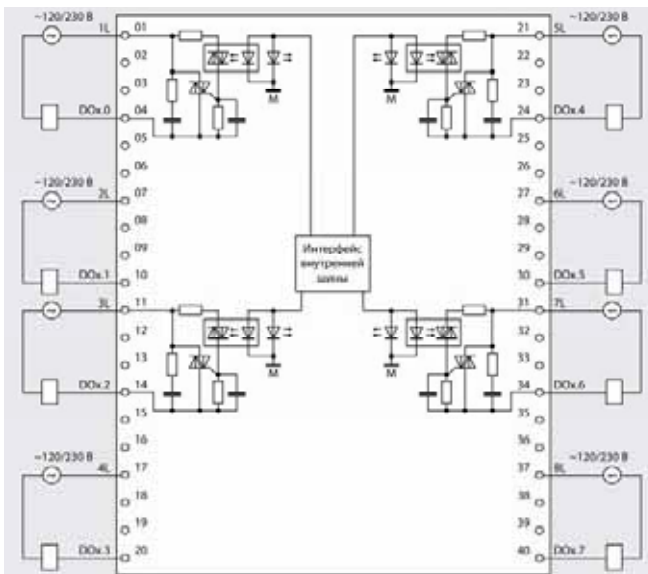 ~120/230 В
1L
01
02
03
DOx.0
04
05
06
~120/230 В
2L
07
08
09
DOx.1
10
3L
11
12
13
DOx.2
14
15
16
~120/230 В
4L
17
18
19
DOx.3
20
M
M
Интерфейс
внутренней
шины
M
M
~120/230 В
21
5L
22
23
24
DOx.4
25
26
~120/230 В
27
6L
28
29
30
DOx.5
31
7L
32
33
34
DOx.6
35
36
~120/230 В
37
8L
38
39
40
DOx.7